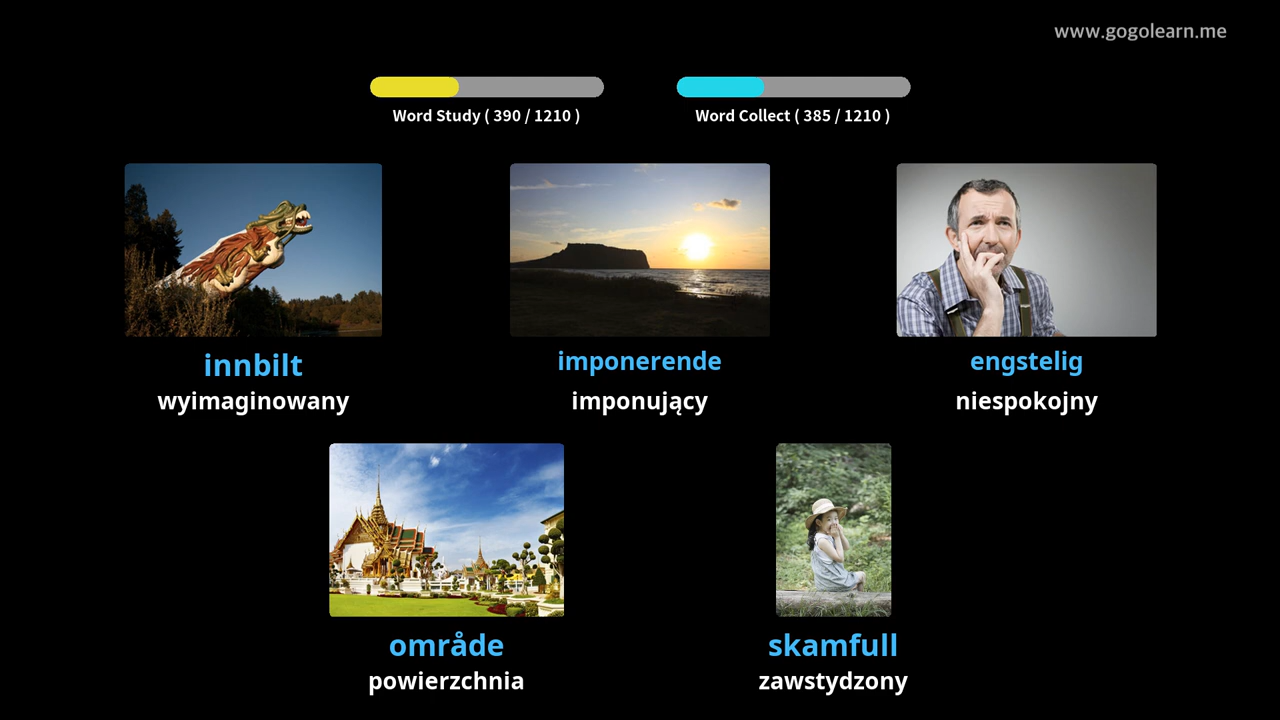 www.gogolearn.me
Word Study ( 390 / 1210 )
Word Collect ( 385 / 1210 )
innbilt
wyimaginowany
imponerende
imponujący
engstelig
niespokojny
område
powierzchnia
skamfull
zawstydzony